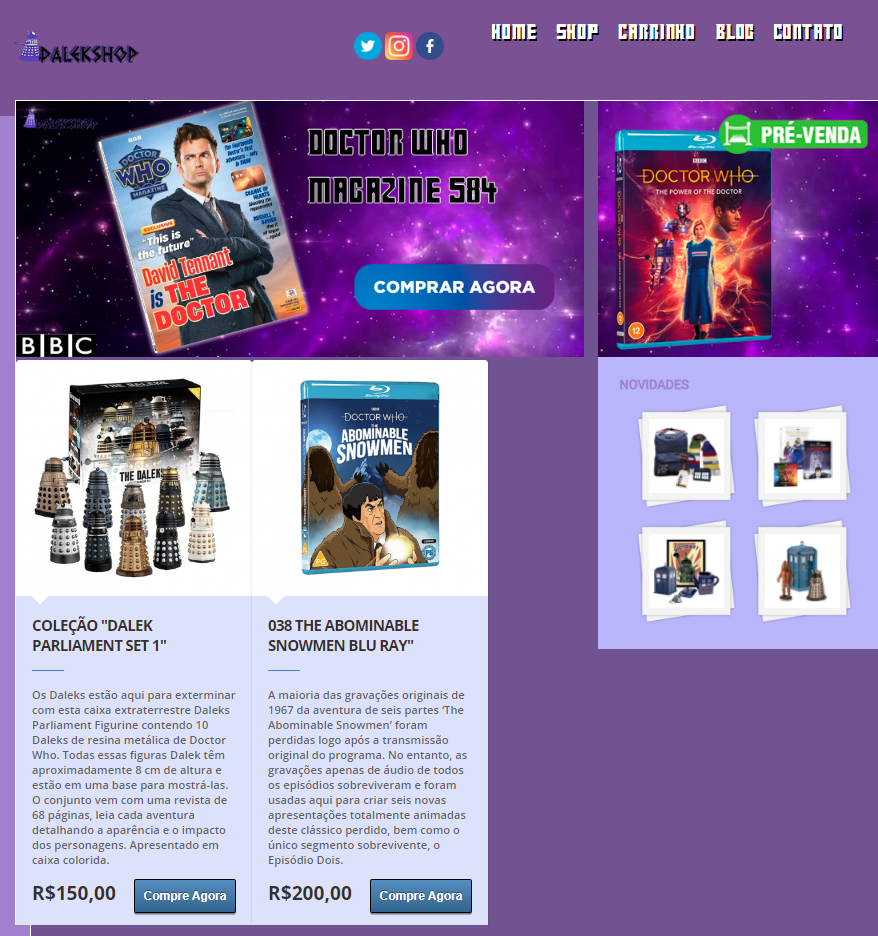 DALEKSHOP
HOME SHOP CARRINHO BLOG CONTATO
DALEKSHOP
BBC
DOCTOR WHO
MAGAZINE
EXCLUSIVE
"This is
the future"
David Tennant
is THE
DOCTOR
DOCTOR WHO
MAGAZINE 584
COMPRAR AGORA
BBC
PRÉ-VENDA
Blu-ray
BBC
DOCTOR WHO
THE POWER OF THE DOCTOR
12
NOVIDADES
THE DALEKS
Blu-ray
DOCTOR WHO
THE
ABOMINABLE
SNOWMEN
PG
COLEÇÃO "DALEK
PARLIAMENT SET 1"
Os Daleks estão aqui para exterminar
com esta caixa extraterrestre Daleks
Parliament Figurine contendo 10
Daleks de resina metálica de Doctor
Who. Todas essas figuras Dalek têm
aproximadamente 8 cm de altura e
estão em uma base para mostrá-las.
O conjunto vem com uma revista de
68 páginas, leia cada aventura
detalhando a aparência e o impacto
dos personagens. Apresentado em
caixa colorida.
R$150,00 Compre Agora
038 THE ABOMINABLE
SNOWMEN BLU RAY"
A maioria das gravações originais de
1967 da aventura de seis partes ‘The
Abominable Snowmen’ foram
perdidas logo após a transmissão
original do programa. No entanto, as
gravações apenas de áudio de todos
os episódios sobreviveram e foram
usadas aqui para criar seis novas
apresentações totalmente animadas
deste clássico perdido, bem como o
único segmento sobrevivente, o
Episódio Dois.
R$200,00 Compre Agora